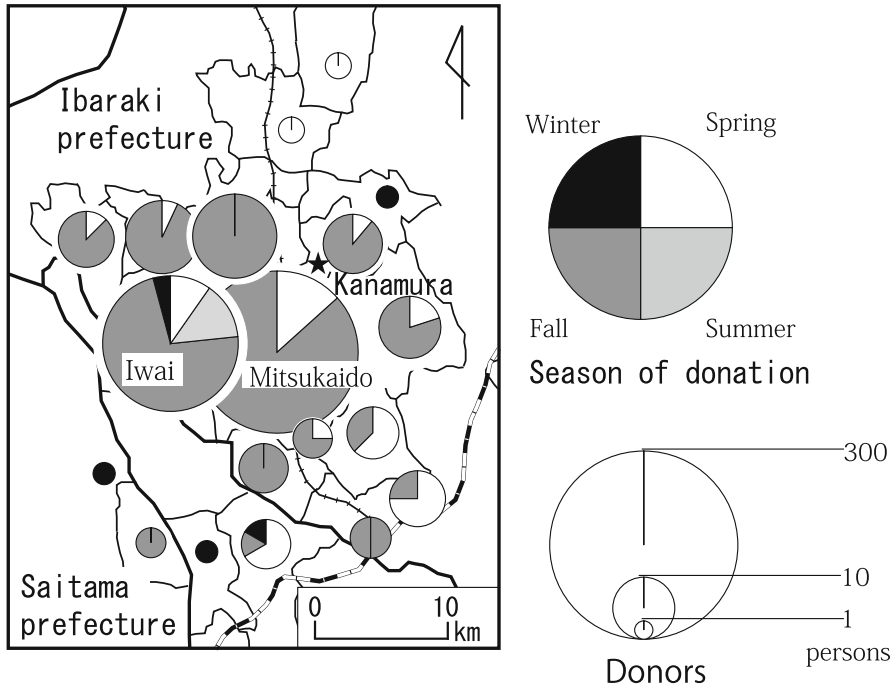 Ibaraki
prefecture
Kanamura
Iwai
Mitsukaido
Saitama
prefecture
0 10
km
Winter Spring
Fall Summer
Season of donation
300
10
1
persons
Donors